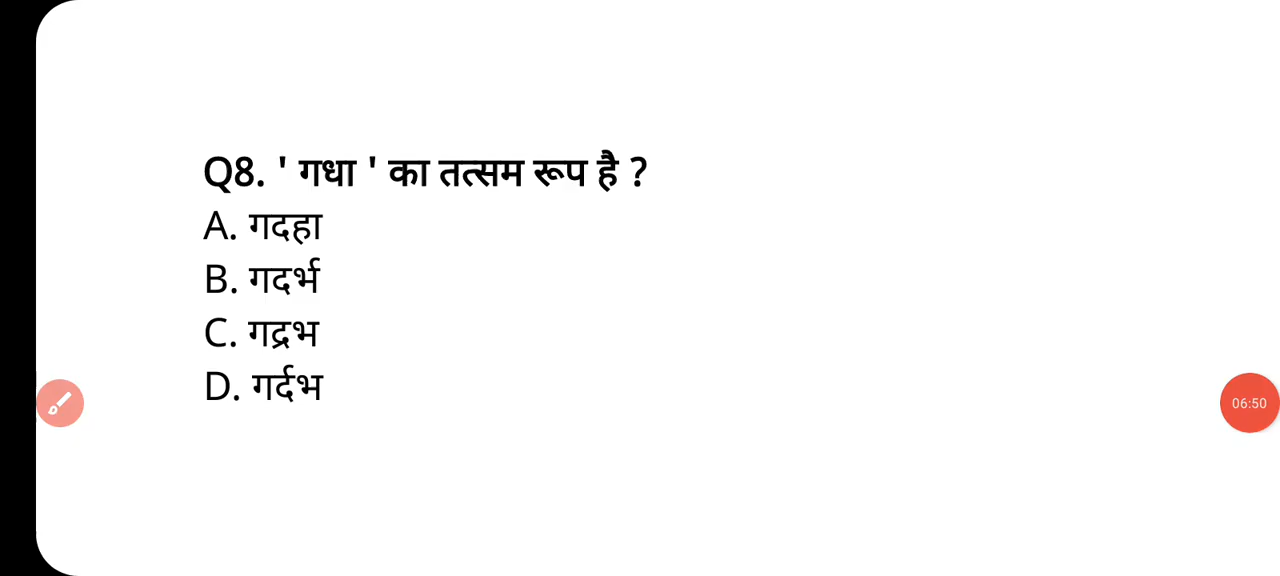 Q8. ' गधा ' का तत्सम रूप है ?
A. गदहा
B. गदर्भ
C. गद्रभ
D. गर्दभ
06:50